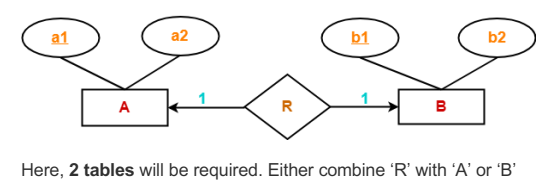 a1 a2 b1 b2
A 1 R 1 B
Here, 2 tables will be required. Either combine ‘R’ with ‘A’ or ‘B’